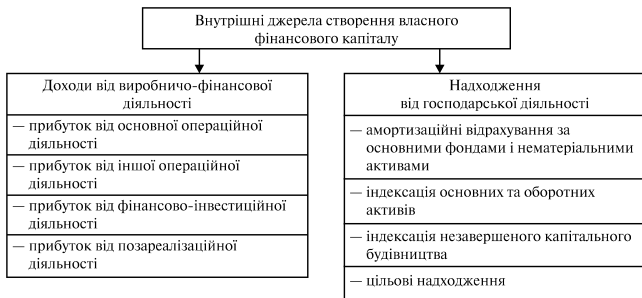 Внутрішні джерела створення власного
фінансового капіталу
Доходи від виробничо-фінансової
діяльності
— прибуток від основної операційної
діяльності
— прибуток від іншої операційної
діяльності
— прибуток від фінансово-інвестиційної
діяльності
— прибуток від позареалізаційної
діяльності
Надходження
від господарської діяльності
— амортизаційні відрахування за
основними фондами і нематеріальними
активами
— індексація основних та оборотних
активів
— індексація незавершеного капітального
будівництва
— цільові надходження